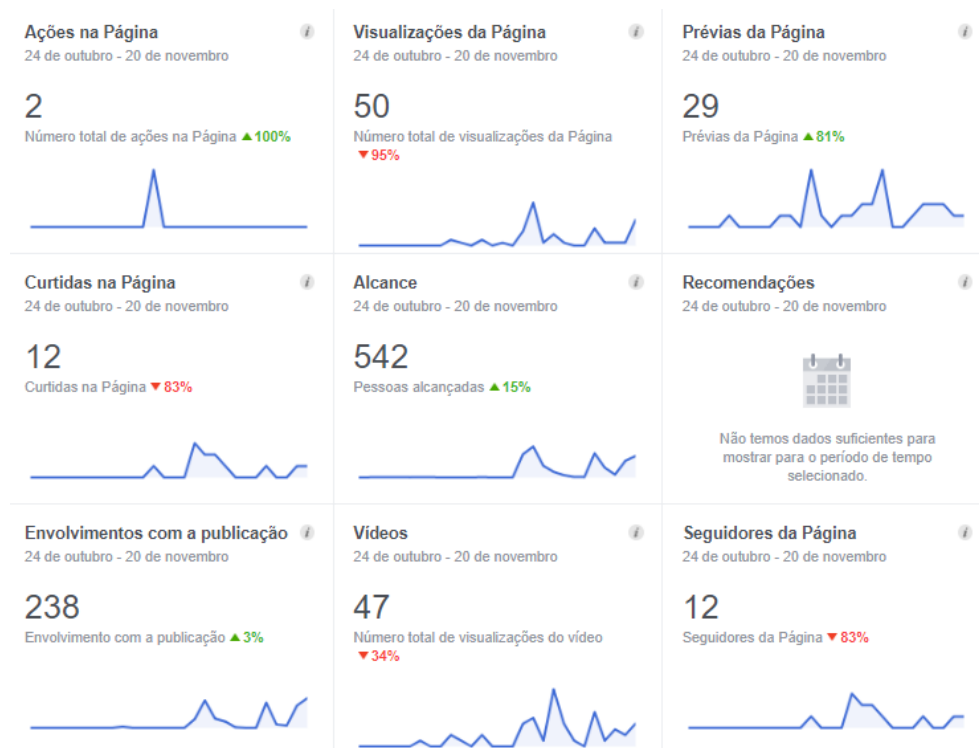 Ações na Página
24 de outubro - 20 de novembro
2
Número total de ações na Página ▲100%
Visualizações da Página
24 de outubro - 20 de novembro
50
Número total de visualizações da Página
▼95%
Prévias da Página
24 de outubro - 20 de novembro
29
Prévias da Página ▲81%
Curtidas na Página
24 de outubro - 20 de novembro
12
Curtidas na Página ▼83%
Alcance
24 de outubro - 20 de novembro
542
Pessoas alcançadas ▲15%
Recomendações
24 de outubro - 20 de novembro
Não temos dados suficientes para
mostrar para o período de tempo
selecionado.
Envolvimentos com a publicação
24 de outubro - 20 de novembro
238
Envolvimento com a publicação ▲3%
Vídeos
24 de outubro - 20 de novembro
47
Número total de visualizações do vídeo
▼34%
Seguidores da Página
24 de outubro - 20 de novembro
12
Seguidores da Página ▼83%